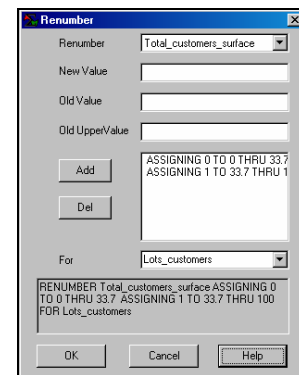 Renumber
Renumber Total_customers_surface
New Value
Old Value
Old UpperValue
Add
Del
ASSIGNING 0 TO 0 THRU 33.7
ASSIGNING 1 TO 33.7 THRU 1
For Lots_customers
RENUMBER Total_customers_surface ASSIGNING 0
TO 0 THRU 33.7 ASSIGNING 1 TO 33.7 THRU 100
FOR Lots_customers
OK Cancel Help